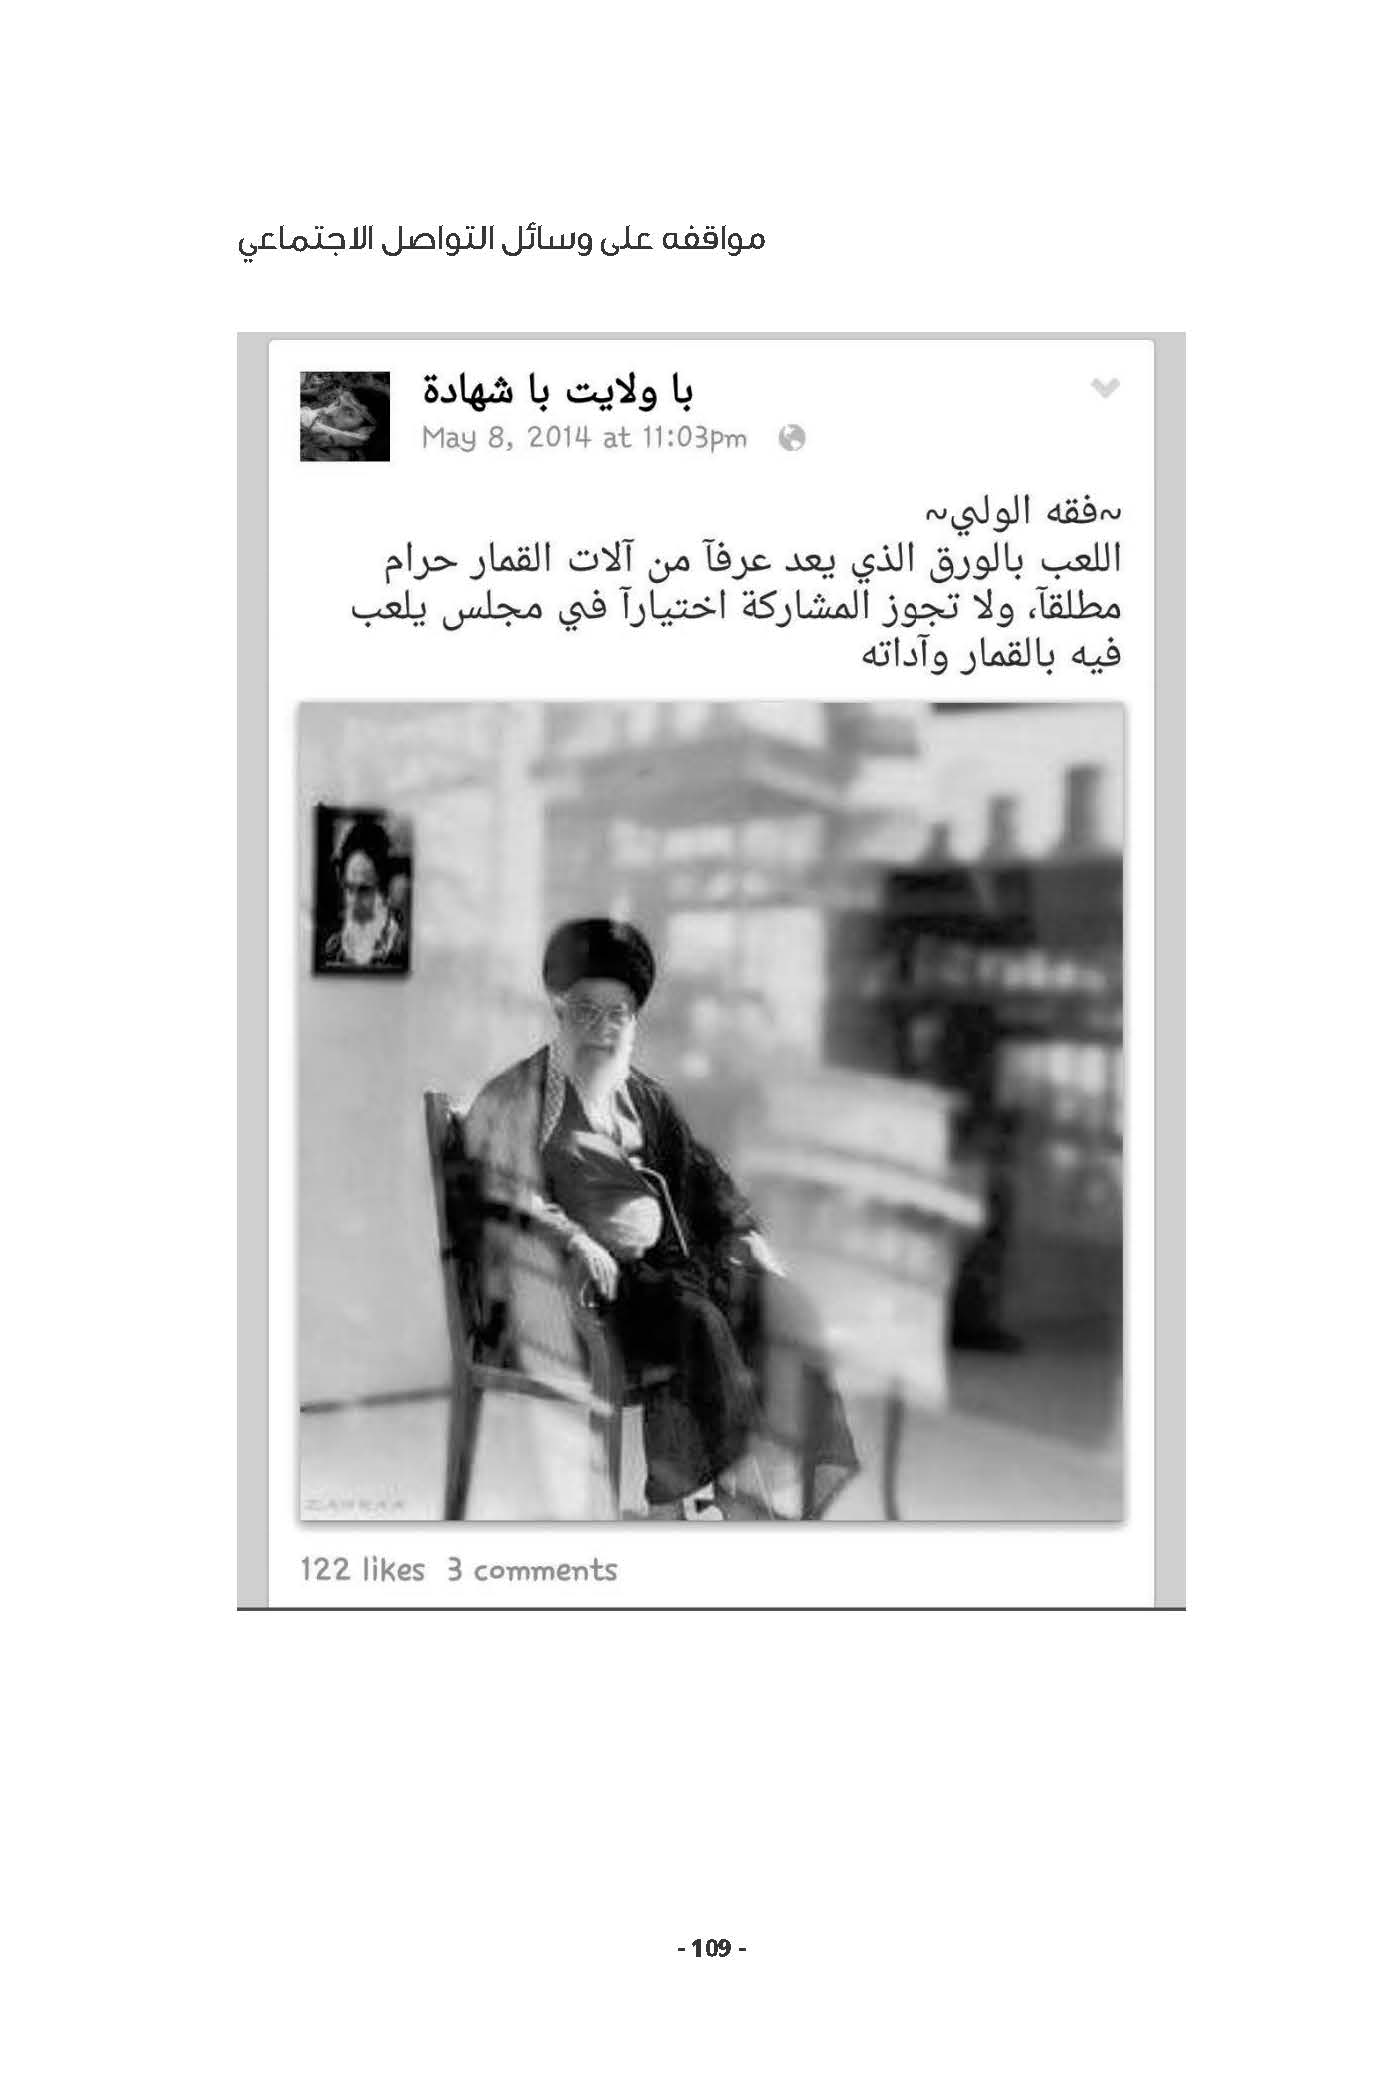 مواقفه على وسائل التواصل الاجتماعي
با ولايت با شهادة
May 8, 2014 at 11:03pm
~فقه الولي~
اللعب بالورق الذي يعد عرفآ من آلات القمار حرام
مطلقآ، ولا تجوز المشاركة اختيارآ في مجلس يلعب
فيه بالقمار وآداته
ZAHRAA
122 likes 3 comments
- 109 -